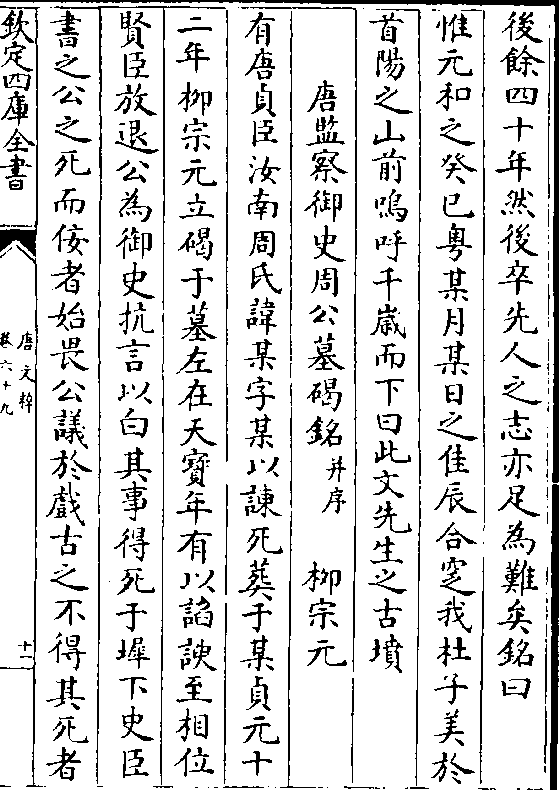 後餘四十年然後卒先人之志亦足為難矣銘曰
惟元和之癸巳粤某月某日之佳辰合窆我杜子美於
首陽之山前嗚呼千歲而下曰此文先生之古墳
唐監察御史周公墓碣銘并序 柳宗元
有唐貞臣汝南周氏諱某字某以諫死葬于某貞元十
二年柳宗元立碣于墓左在天寶年有以諂諛至相位
賢臣放退公為御史抗言以白其事得死于墀下史臣
書之公之死而佞者始畏公議於戲古之不得其死者
欽定四庫全書
唐文粹
卷六十九
十一